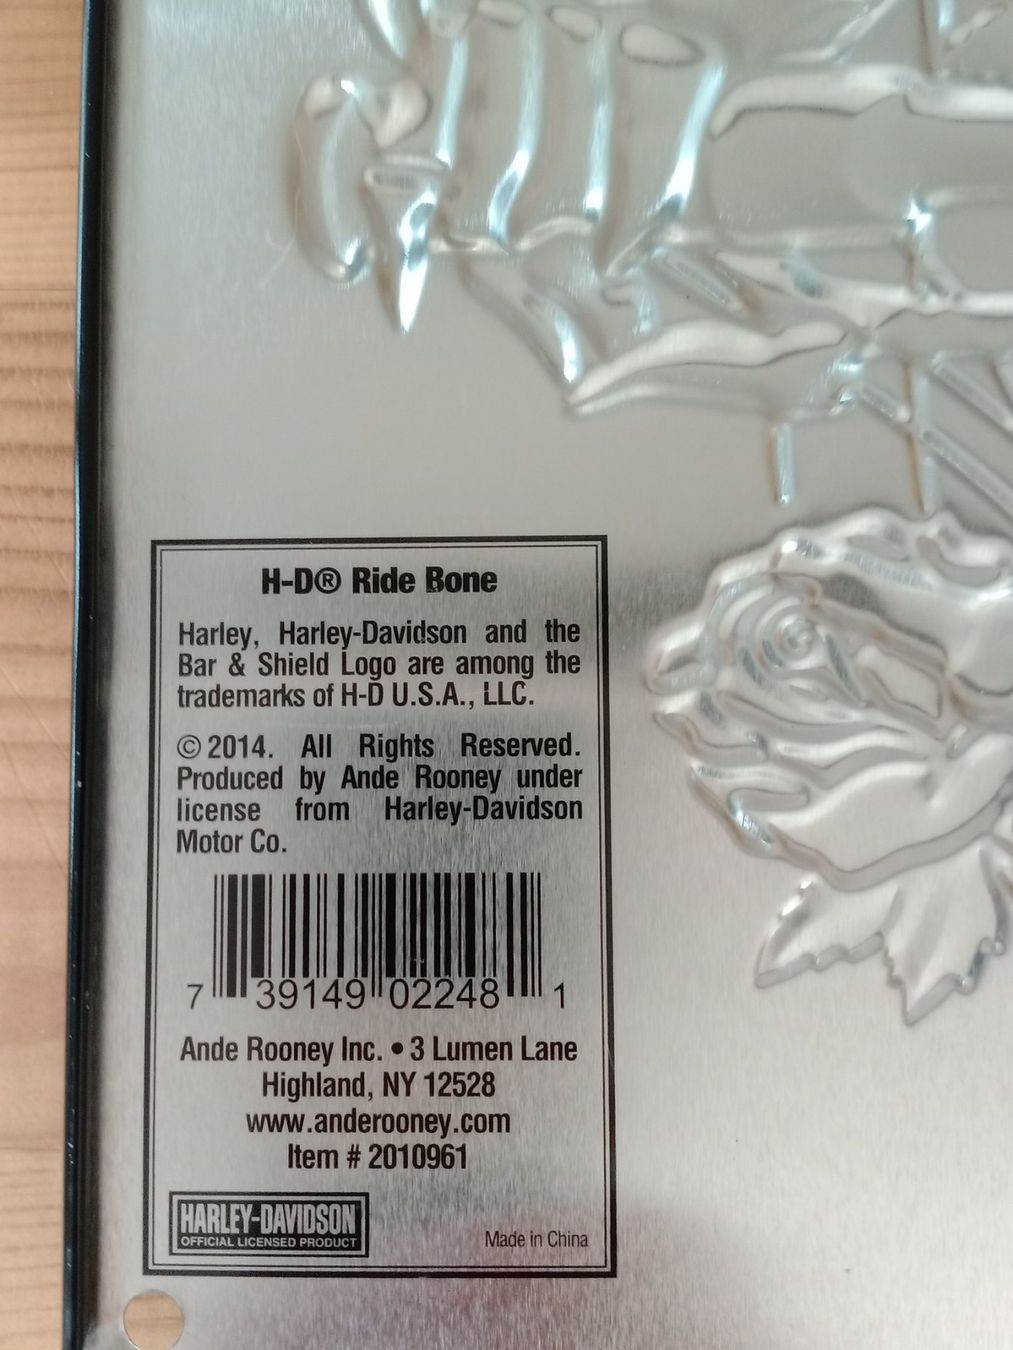 H-D® Ride Bone
Harley, Harley-Davidson and the
Bar & Shield Logo are among the
trademarks of H-D U.S.A., LLC.
© 2014. All Rights Reserved.
Produced by Ande Rooney under
license from Harley-Davidson
Motor Co.
7 39149 02248 1
Ande Rooney Inc. • 3 Lumen Lane
Highland, NY 12528
www.anderooney.com
Item # 2010961
HARLEY-DAVIDSON
OFFICIAL LICENSED PRODUCT
Made in China